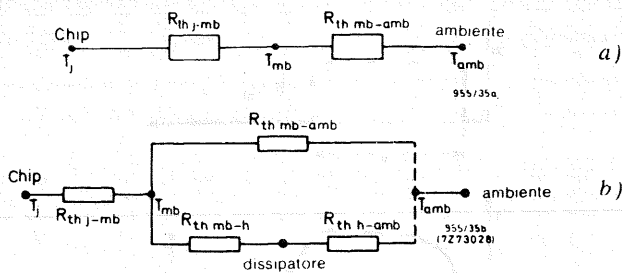 Chip
R th j-mb
R th mb-amb
ambiente
T j
T mb
T amb
a)
955/35a
R th mb-amb
Chip
T j
R th j-mb
T mb
R th mb-h
R th h-amb
T amb
ambiente
b)
955/35b
(7Z73028)
dissipatore